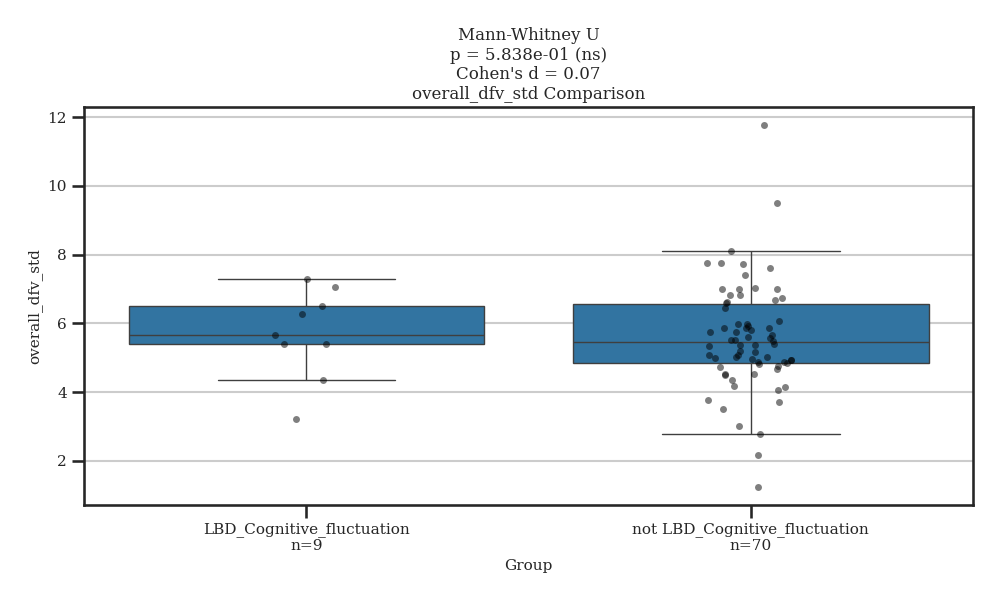 Mann-Whitney U
p = 5.838e-01 (ns)
Cohen's d = 0.07
overall_dfv_std Comparison
12
10
8
6
4
2
overall_dfv_std
LBD_Cognitive_fluctuation
n=9
not LBD_Cognitive_fluctuation
n=70
Group